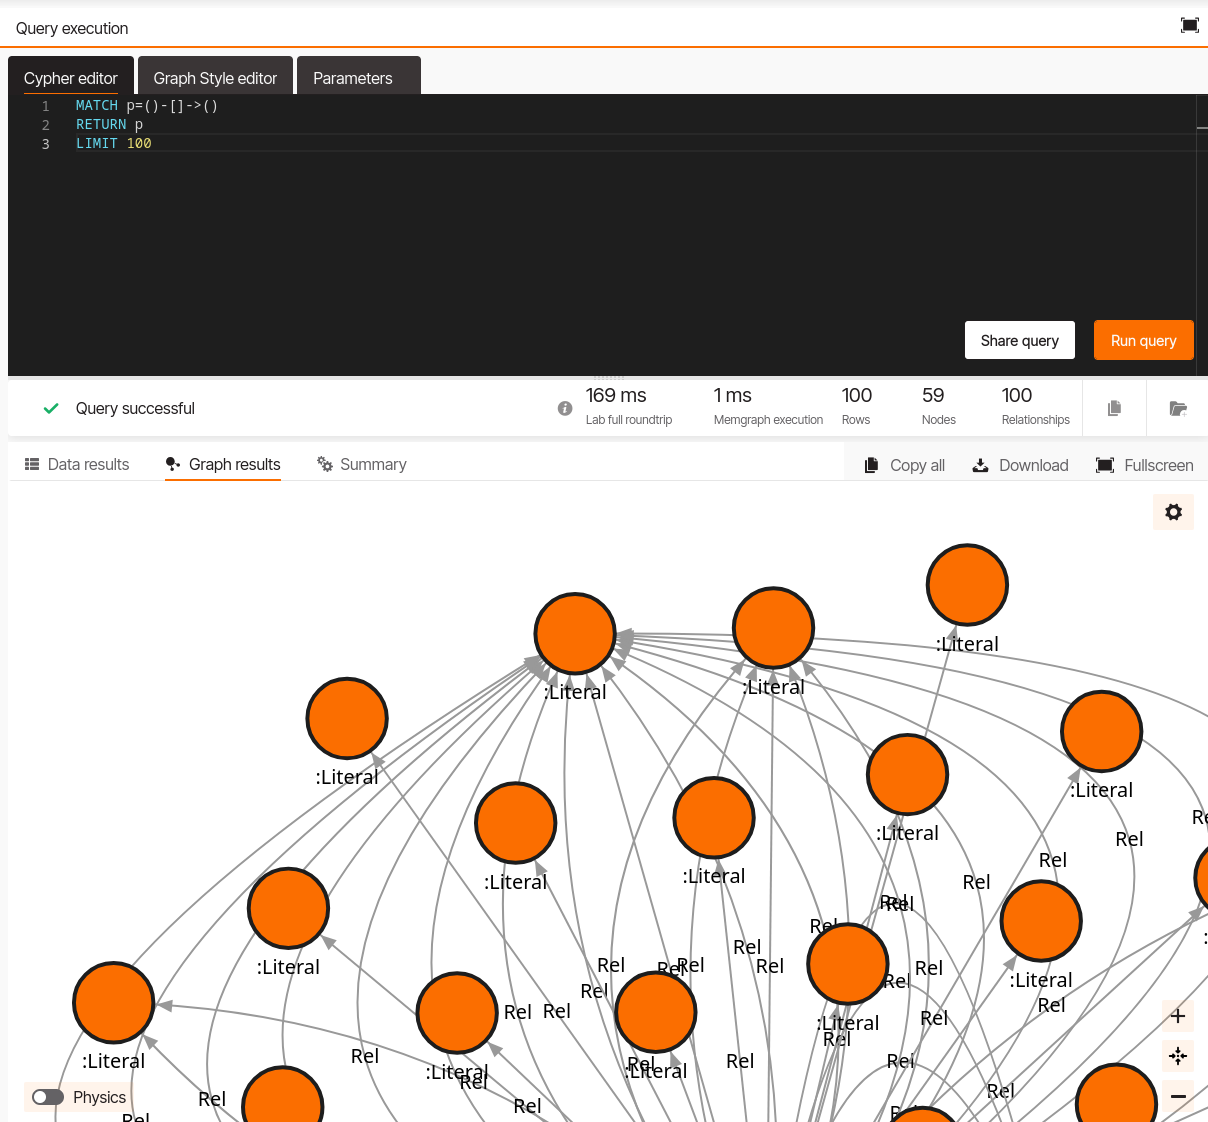 Query execution
Cypher editor
Graph Style editor
Parameters
1 MATCH p=()-[]->()
2 RETURN p
3 LIMIT 100
Share query
Run query
Query successful
169 ms
Lab full roundtrip
1 ms
Memgraph execution
100
Rows
59
Nodes
100
Relationships
Data results
Graph results
Summary
Copy all
Download
Fullscreen
:Literal
:Literal
:Literal
:Literal
:Literal
:Literal
Rel
Rel
:Literal
Rel
:Literal
:Literal
Rel
Rel
Rel
Rel
Rel
Rel
Rel
Rel
Rel
Rel
:Literal
Rel
:Literal
Rel
Rel
Rel
Rel
Rel
Rel
:Literal
Rel
Rel
:Literal
Rel
Rel
Rel
:Literal
:Literal
Rel
Rel
Rel
Physics
Rel
Rel
Rel